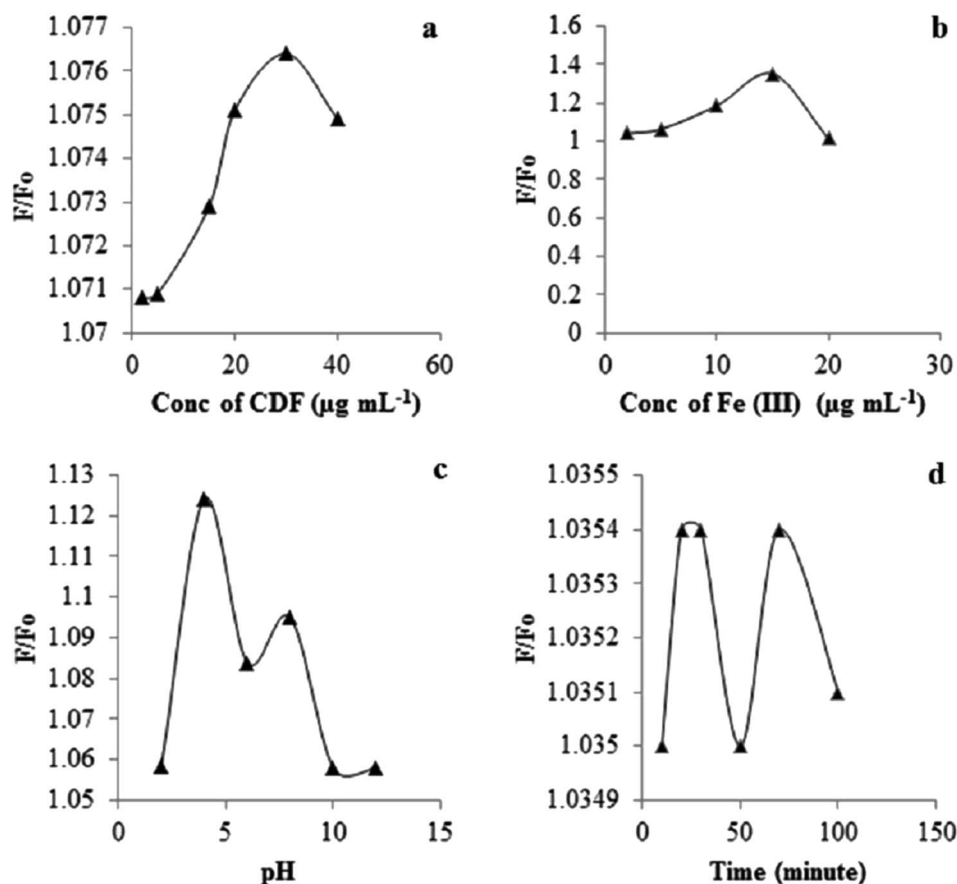 a
1.077
1.076
1.075
1.074
1.073
1.072
1.071
1.07
F/Fo
0 20 40 60
Conc of CDF (µg mL⁻¹)
b
1.6
1.4
1.2
1
0.8
0.6
0.4
0.2
0
F/Fo
0 10 20 30
Conc of Fe (III) (µg mL⁻¹)
c
1.13
1.12
1.11
1.1
1.09
1.08
1.07
1.06
1.05
F/Fo
0 5 10 15
pH
d
1.0355
1.0354
1.0353
1.0352
1.0351
1.035
1.0349
F/Fo
0 50 100 150
Time (minute)